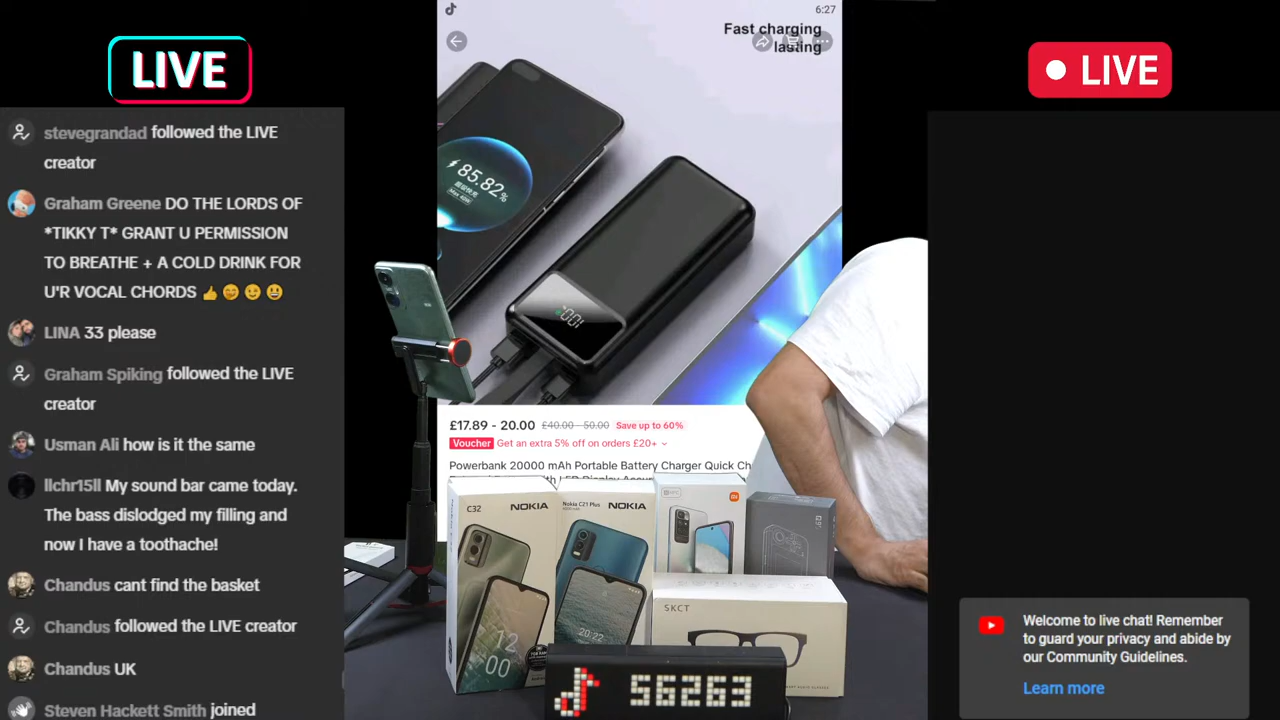 LIVE
stevegrandad followed the LIVE
creator
Graham Greene DO THE LORDS OF
*TIKKY T* GRANT U PERMISSION
TO BREATHE + A COLD DRINK FOR
U'R VOCAL CHORDS 👍😊😉😀
LINA 33 please
Graham Spiking followed the LIVE
creator
Usman Ali how is it the same
llchr15ll My sound bar came today.
The bass dislodged my filling and
now I have a toothache!
Chandus cant find the basket
Chandus followed the LIVE creator
Chandus UK
Steven Hackett Smith joined
6:27
Fast charging
lasting
85.82%
£17.89 - 20.00 £40.00 - 50.00 Save up to 60%
Voucher Get an extra 5% off on orders £20+
Powerbank 20000 mAh Portable Battery Charger Quick Ch
C32 NOKIA
12
00
Nokia C21 Plus NOKIA
20:22
SKCT
56263
LIVE
Welcome to live chat! Remember
to guard your privacy and abide by
our Community Guidelines.
Learn more